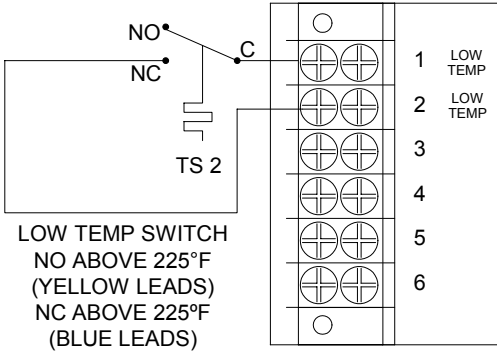 NO
C
NC
TS 2
LOW TEMP SWITCH
NO ABOVE 225°F
(YELLOW LEADS)
NC ABOVE 225ºF
(BLUE LEADS)
1 LOW
TEMP
2 LOW
TEMP
3
4
5
6